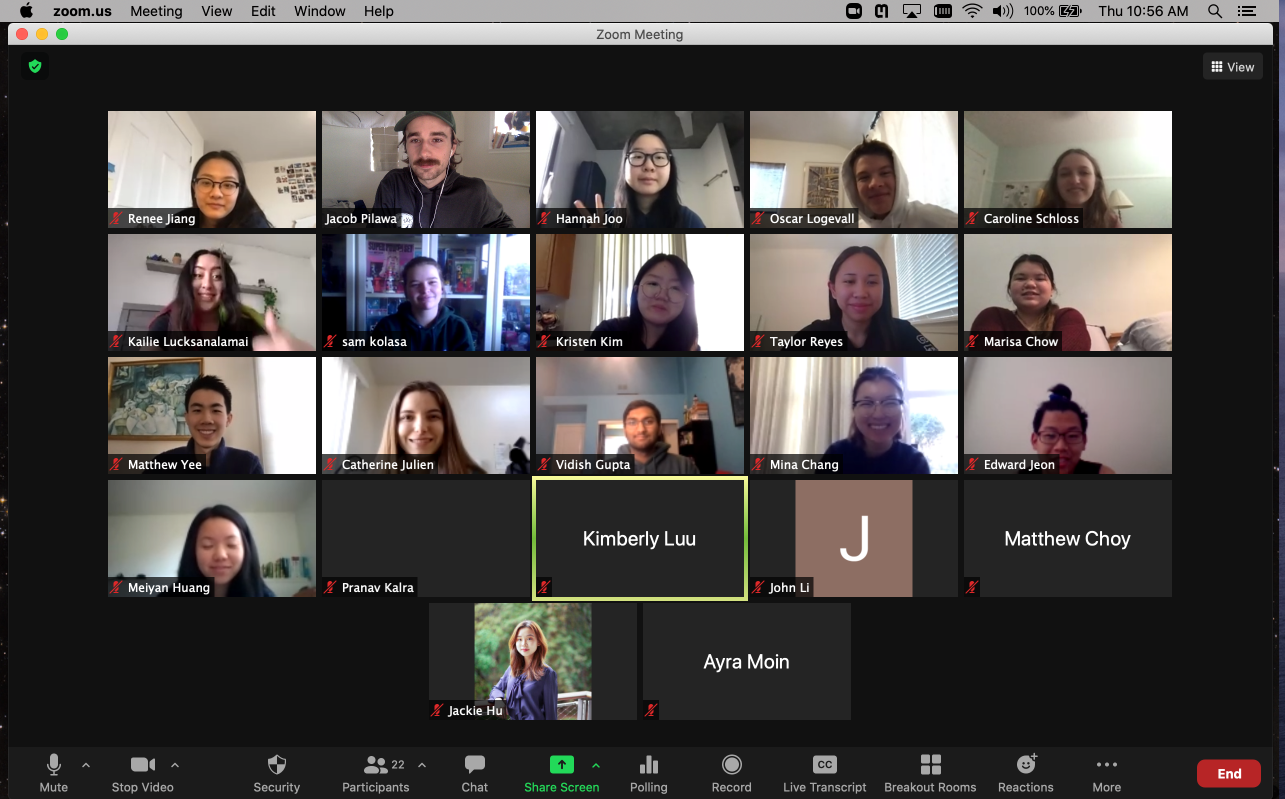 zoom.us Meeting View Edit Window Help 100% Thu 10:56 AM
Zoom Meeting
View
Renee Jiang
Jacob Pilawa
Hannah Joo
Oscar Logevall
Caroline Schloss
Kailie Lucksanalamai
sam kolasa
Kristen Kim
Taylor Reyes
Marisa Chow
Matthew Yee
Catherine Julien
Vidish Gupta
Mina Chang
Edward Jeon
Meiyan Huang
Pranav Kalra
Kimberly Luu
J
John Li
Matthew Choy
Jackie Hu
Ayra Moin
22
CC
Mute
Stop Video
Security
Participants
Chat
Share Screen
Polling
Record
Live Transcript
Breakout Rooms
Reactions
More
End